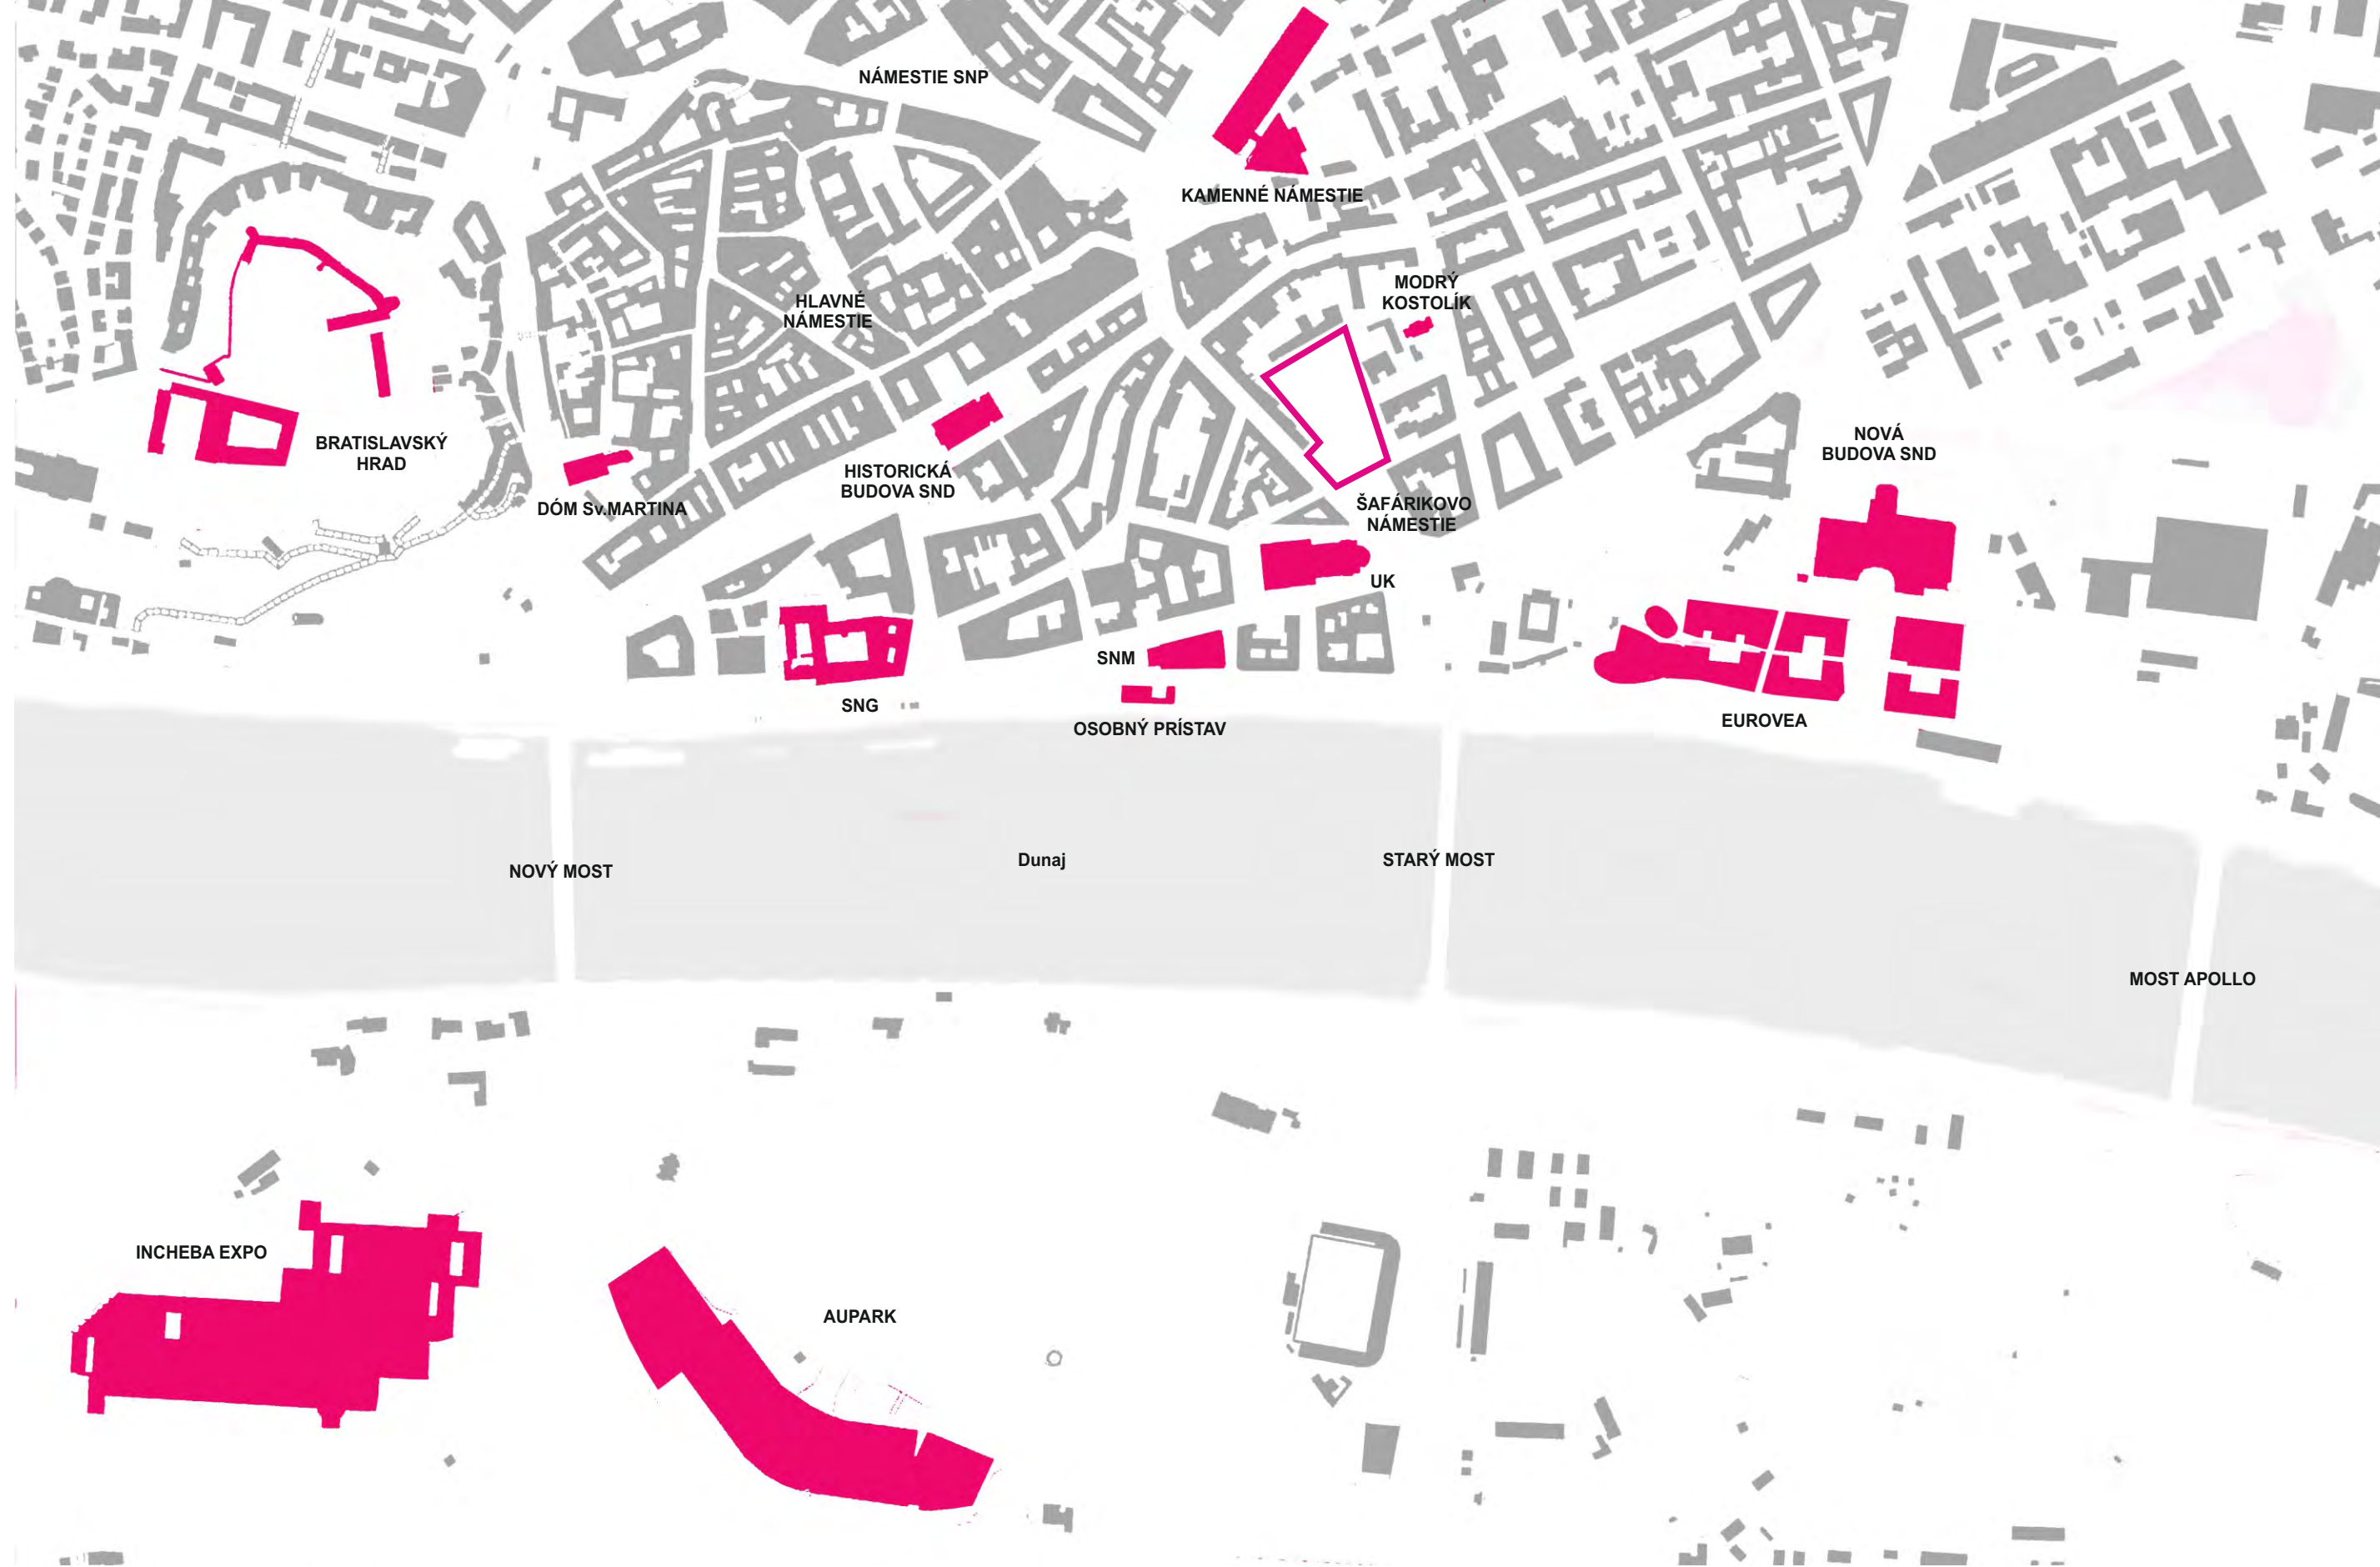 NÁMESTIE SNP
KAMENNÉ NÁMESTIE
MODRÝ
KOSTOLÍK
HLAVNÉ
NÁMESTIE
BRATISLAVSKÝ
HRAD
NOVÁ
BUDOVA SND
HISTORICKÁ
BUDOVA SND
DÓM Sv.MARTINA
ŠAFÁRIKOVO
NÁMESTIE
UK
SNM
SNG
OSOBNÝ PRÍSTAV
EUROVEA
NOVÝ MOST
Dunaj
STARÝ MOST
MOST APOLLO
INCHEBA EXPO
AUPARK